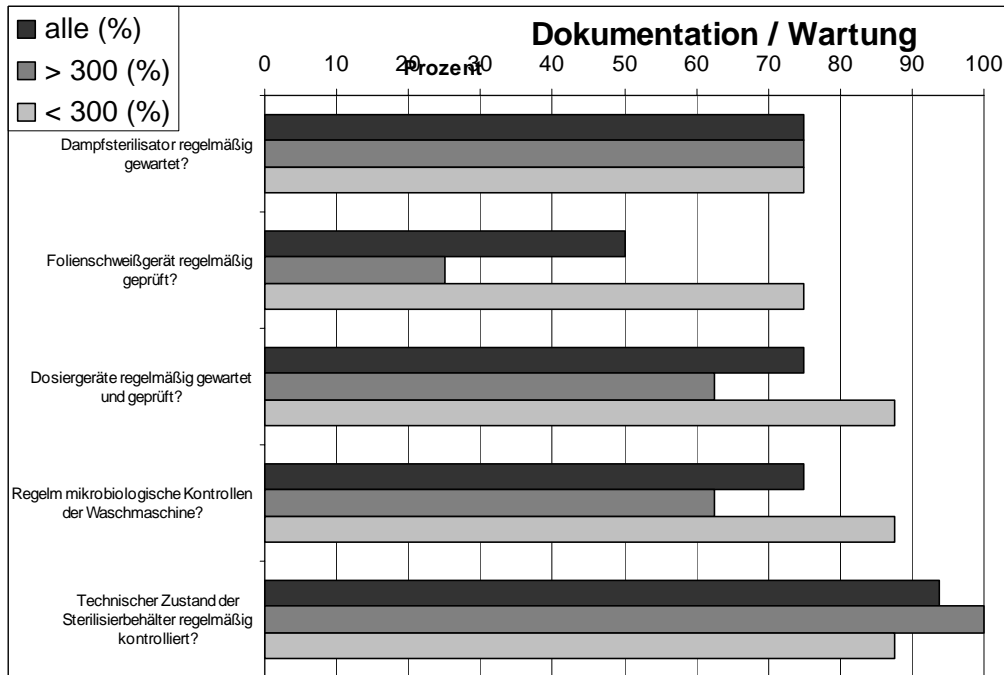 alle (%)
> 300 (%)
< 300 (%)
Dokumentation / Wartung
Prozent
0 10 20 30 40 50 60 70 80 90 100
Dampfsterilisator regelmäßig
gewartet?
Folienschweißgerät regelmäßig
geprüft?
Dosiergeräte regelmäßig gewartet
und geprüft?
Regelm mikrobiologische Kontrollen
der Waschmaschine?
Technischer Zustand der
Sterilisierbehälter regelmäßig
kontrolliert?